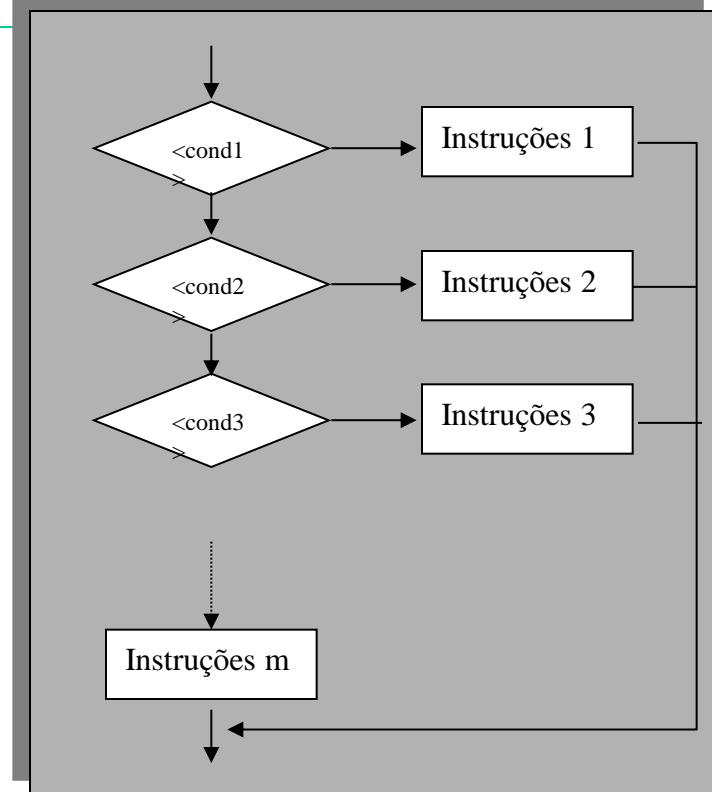 <cond1
>
Instruções 1
<cond2
>
Instruções 2
<cond3
>
Instruções 3
Instruções m